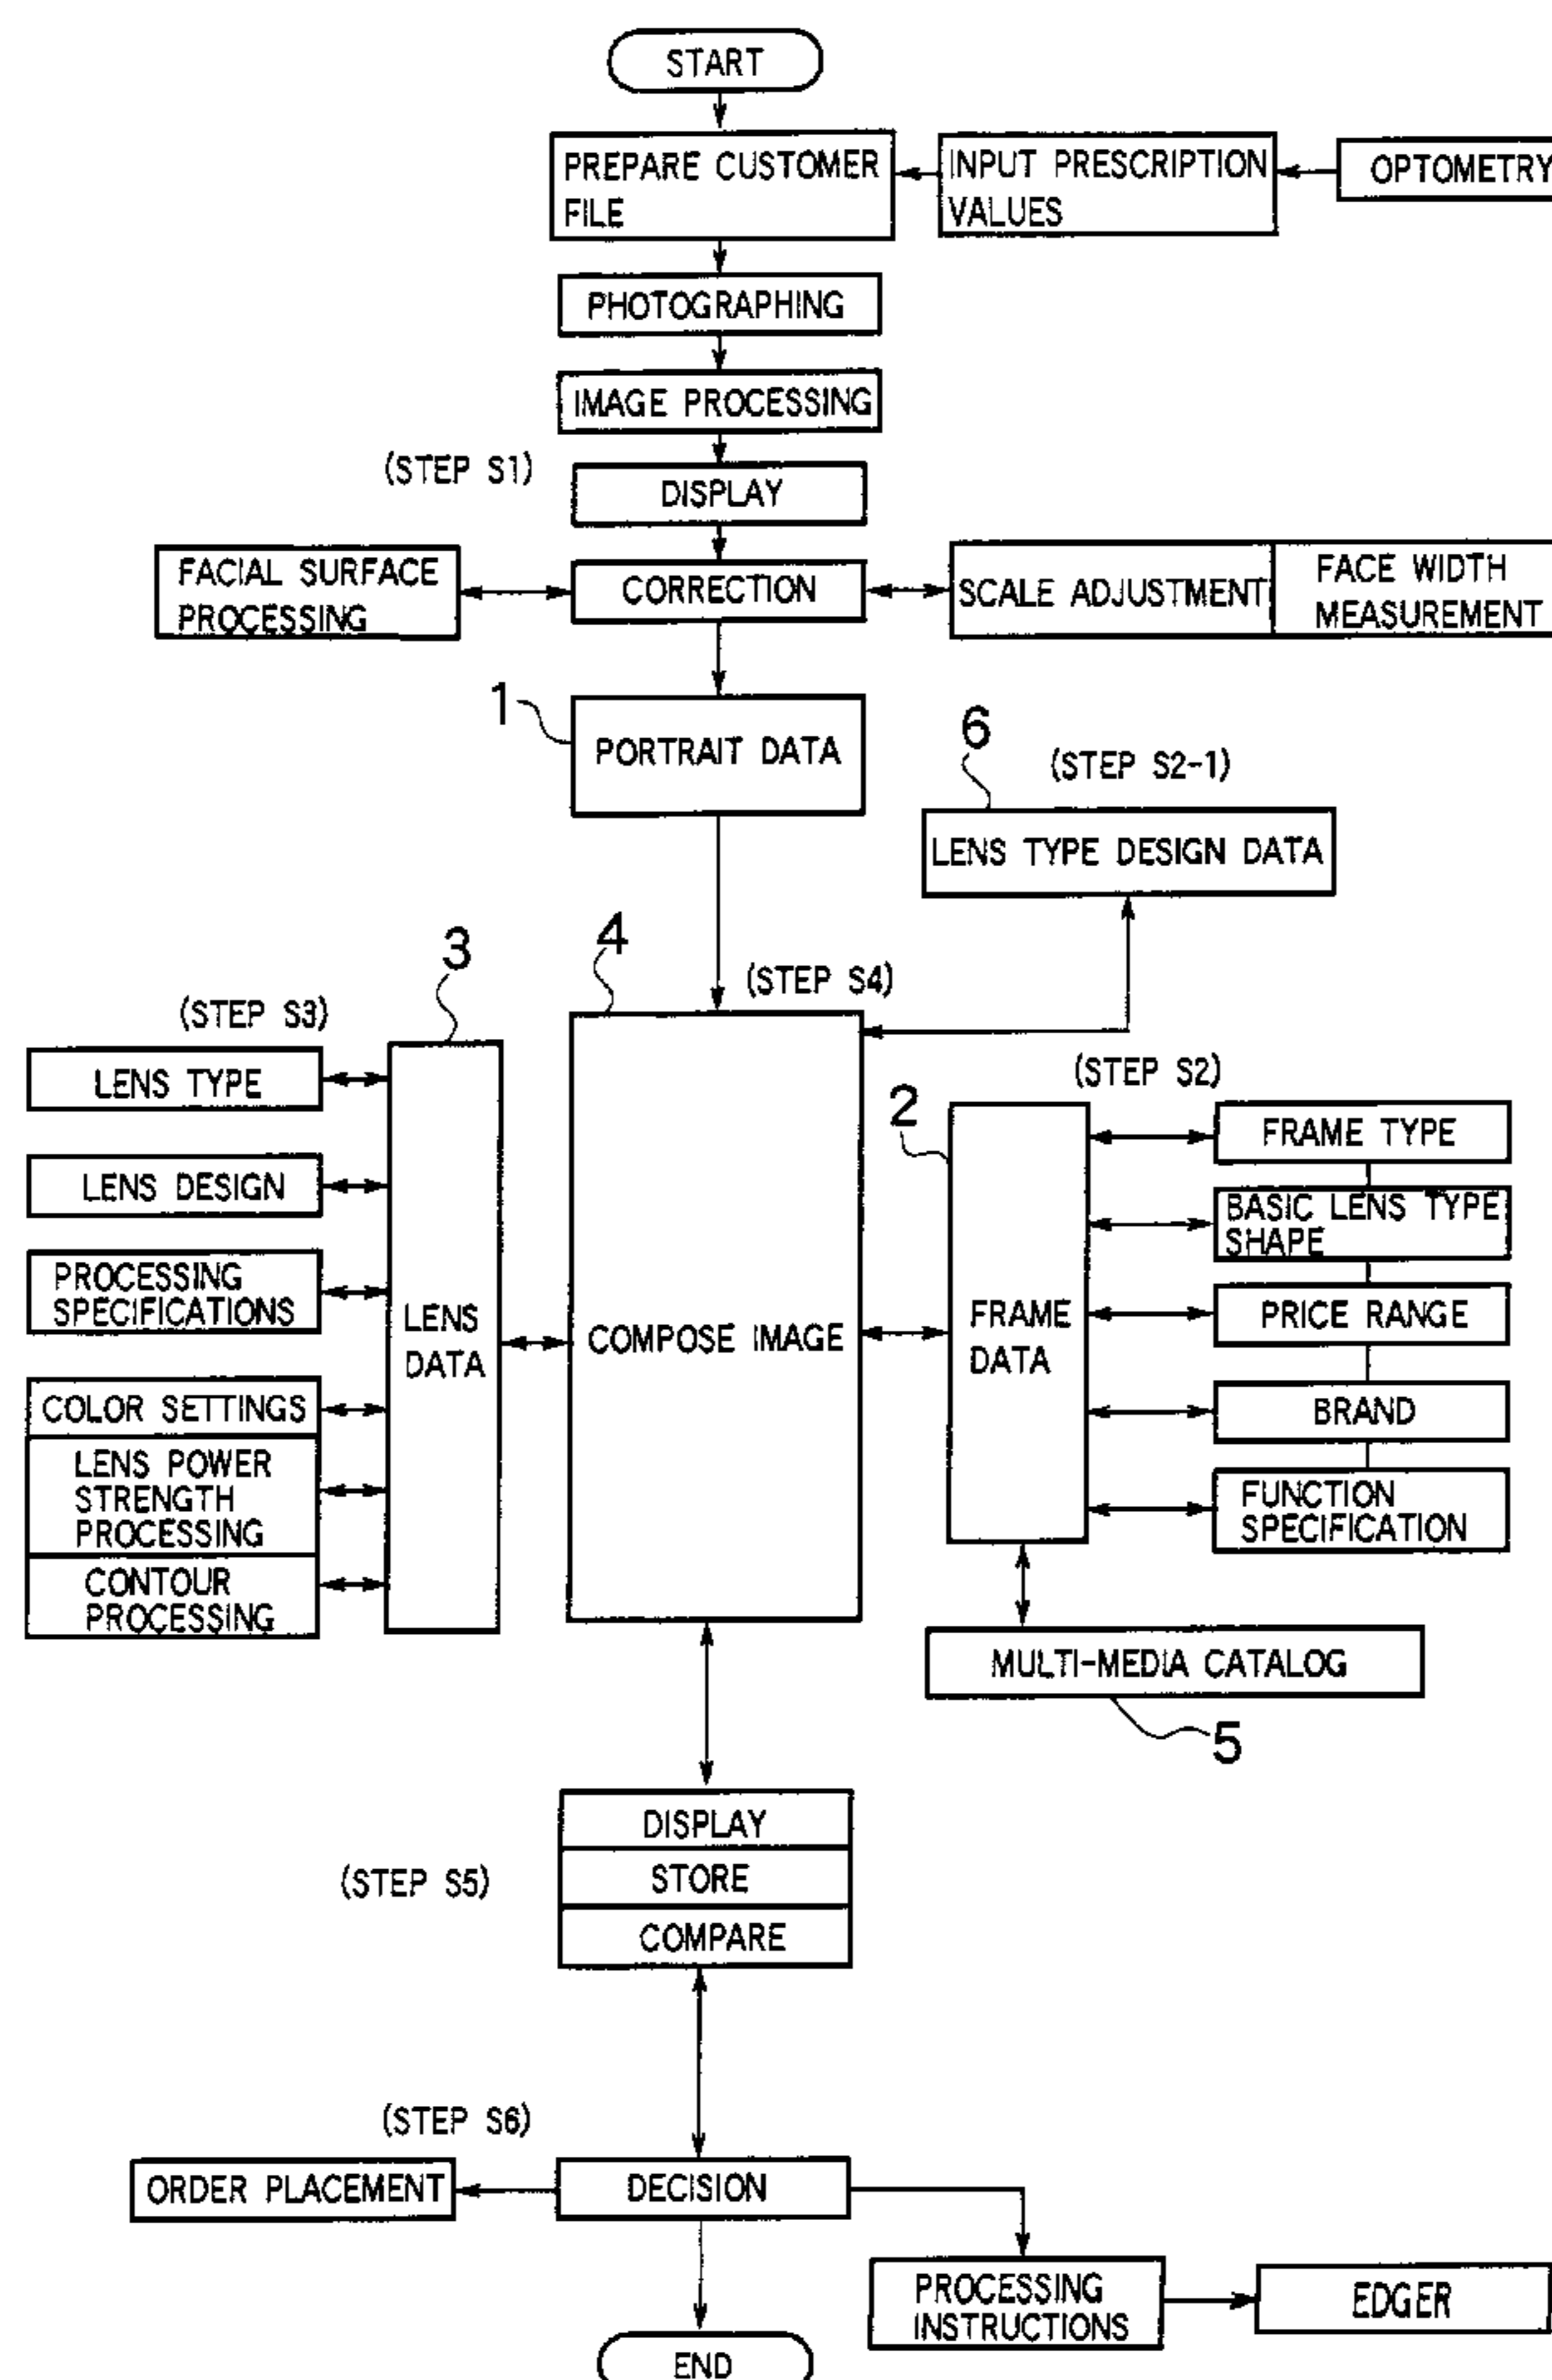 START
PREPARE CUSTOMER
FILE
INPUT PRESCRIPTION
VALUES
OPTOMETRY
PHOTOGRAPHING
IMAGE PROCESSING
(STEP S1)
DISPLAY
FACIAL SURFACE
PROCESSING
CORRECTION
SCALE ADJUSTMENT
FACE WIDTH
MEASUREMENT
1
PORTRAIT DATA
6
(STEP S2-1)
LENS TYPE DESIGN DATA
3
4
(STEP S4)
(STEP S3)
LENS TYPE
LENS DESIGN
PROCESSING
SPECIFICATIONS
COLOR SETTINGS
LENS POWER
STRENGTH
PROCESSING
CONTOUR
PROCESSING
LENS
DATA
COMPOSE IMAGE
(STEP S2)
2
FRAME
DATA
FRAME TYPE
BASIC LENS TYPE
SHAPE
PRICE RANGE
BRAND
FUNCTION
SPECIFICATION
MULTI-MEDIA CATALOG
5
(STEP S5)
DISPLAY
STORE
COMPARE
(STEP S6)
ORDER PLACEMENT
DECISION
PROCESSING
INSTRUCTIONS
EDGER
END